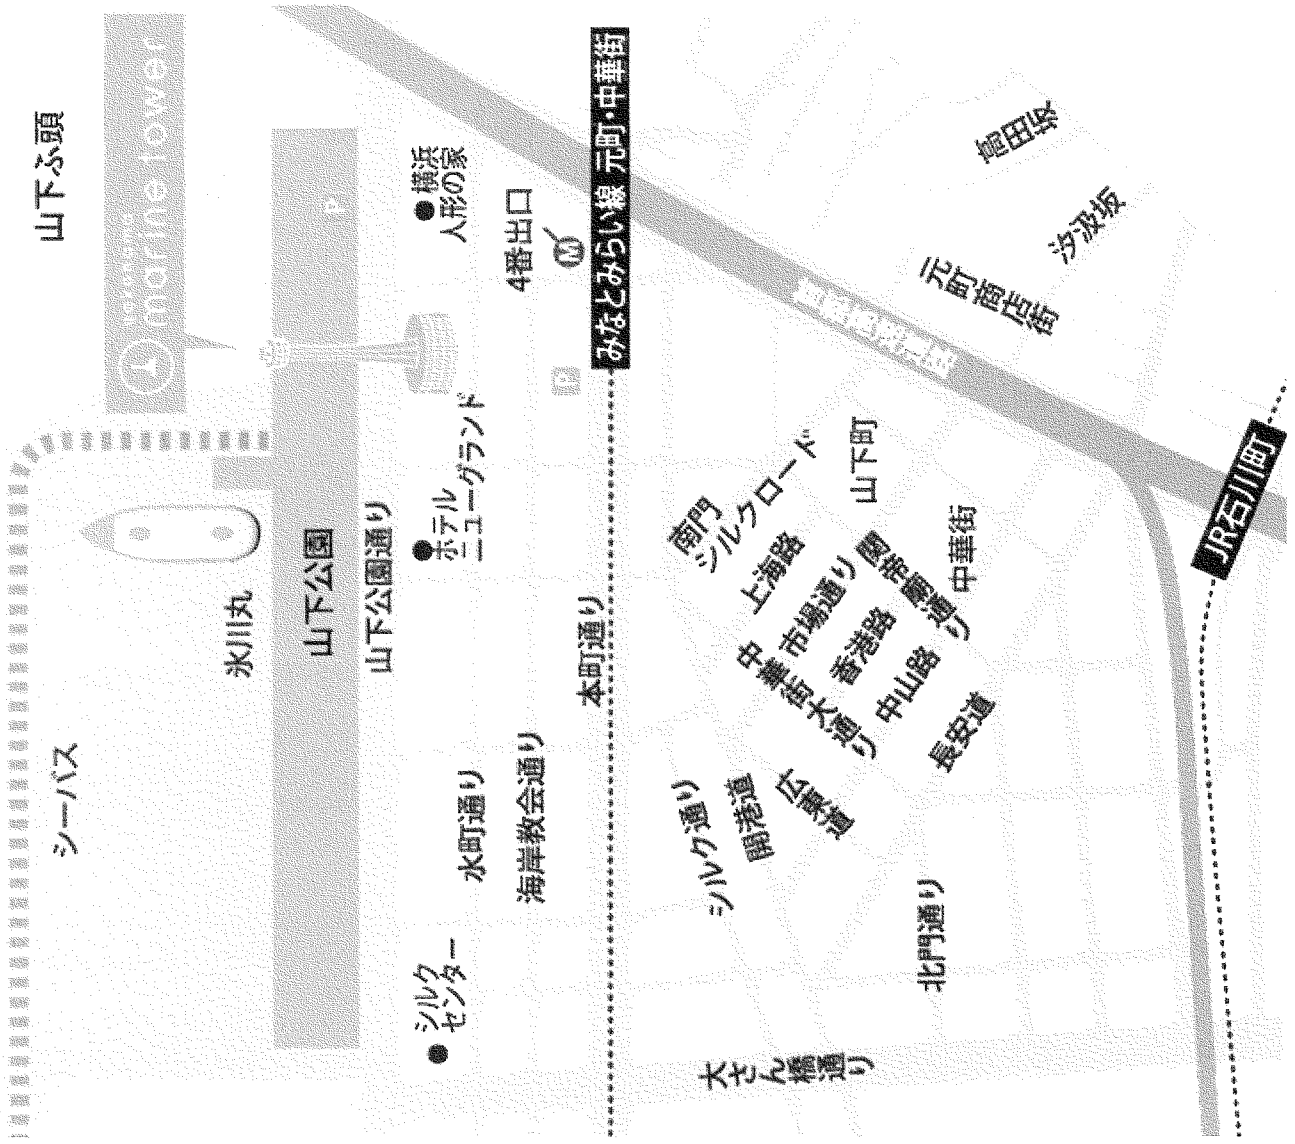 山下ふ頭
marine tower
シーバス
氷川丸
山下公園
P
山下公園通り
横浜
人形の家
ホテル
ニューグランド
シルク
センター
水町通り
4番出口
M
海岸教会通り
P
みなとみらい線 元町・中華街
本町通り
南門
シルクロード
上海路
市場通り
中華街大通り
香港路
関帝廟通り
中山路
長安道
山下町
中華街
シルク通り
開港道
広東道
北門通り
大さん橋通り
元町商店街
汐汲坂
富田坂
JR石川町